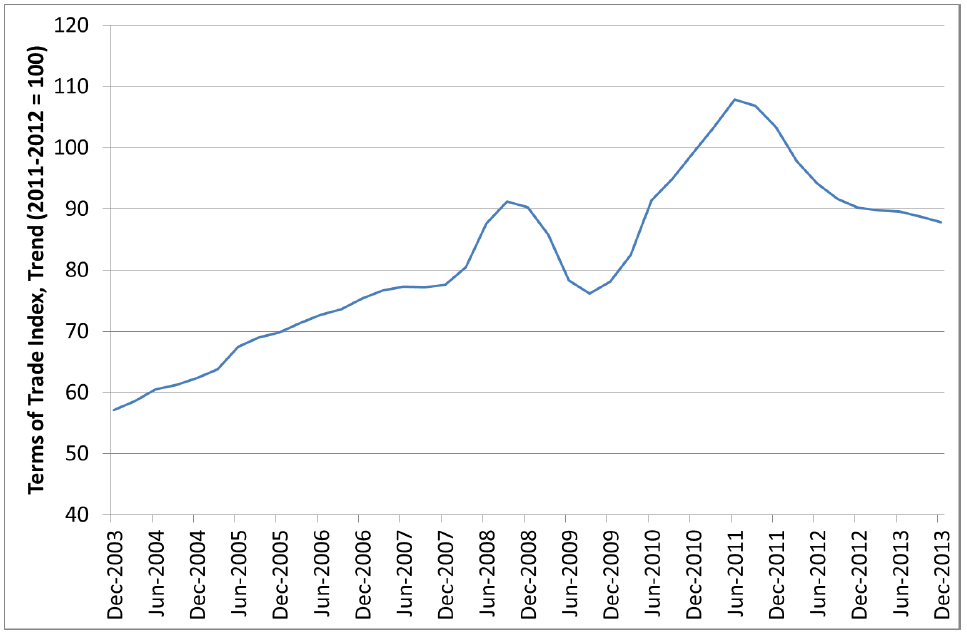 Terms of Trade Index, Trend (2011-2012 = 100)
120
110
100
90
80
70
60
50
40
Dec-2003
Jun-2004
Dec-2004
Jun-2005
Dec-2005
Jun-2006
Dec-2006
Jun-2007
Dec-2007
Jun-2008
Dec-2008
Jun-2009
Dec-2009
Jun-2010
Dec-2010
Jun-2011
Dec-2011
Jun-2012
Dec-2012
Jun-2013
Dec-2013